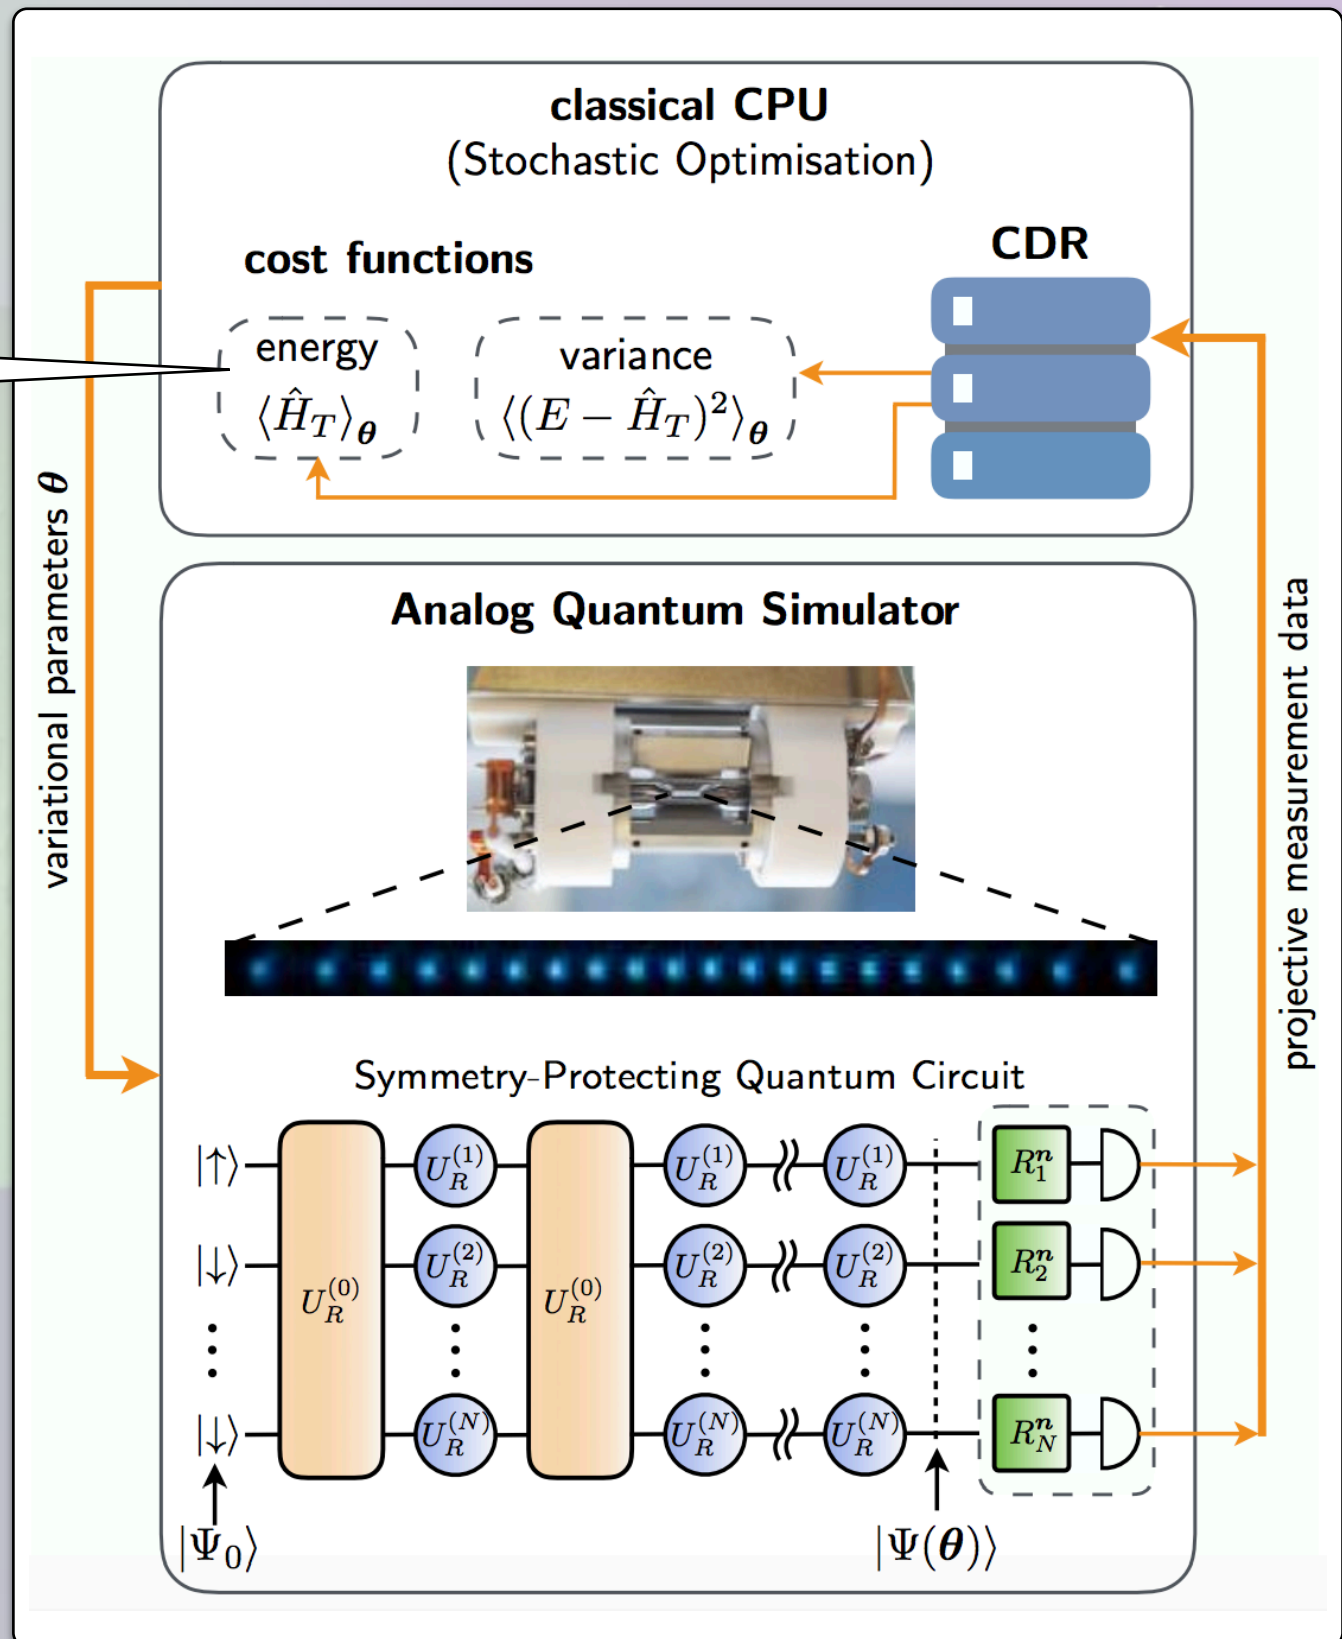 classical CPU
(Stochastic Optimisation)
cost functions
CDR
energy
⟨Ĥ_T⟩_θ
variance
⟨(E − Ĥ_T)²⟩_θ
variational parameters θ
projective measurement data
Analog Quantum Simulator
Symmetry-Protecting Quantum Circuit
|↑⟩ U_R^(1) U_R^(1) U_R^(1) R_1^n
|↓⟩ U_R^(2) U_R^(2) U_R^(2) R_2^n
U_R^(0) U_R^(0)
|↓⟩ U_R^(N) U_R^(N) U_R^(N) R_N^n
|Ψ_0⟩ |Ψ(θ)⟩